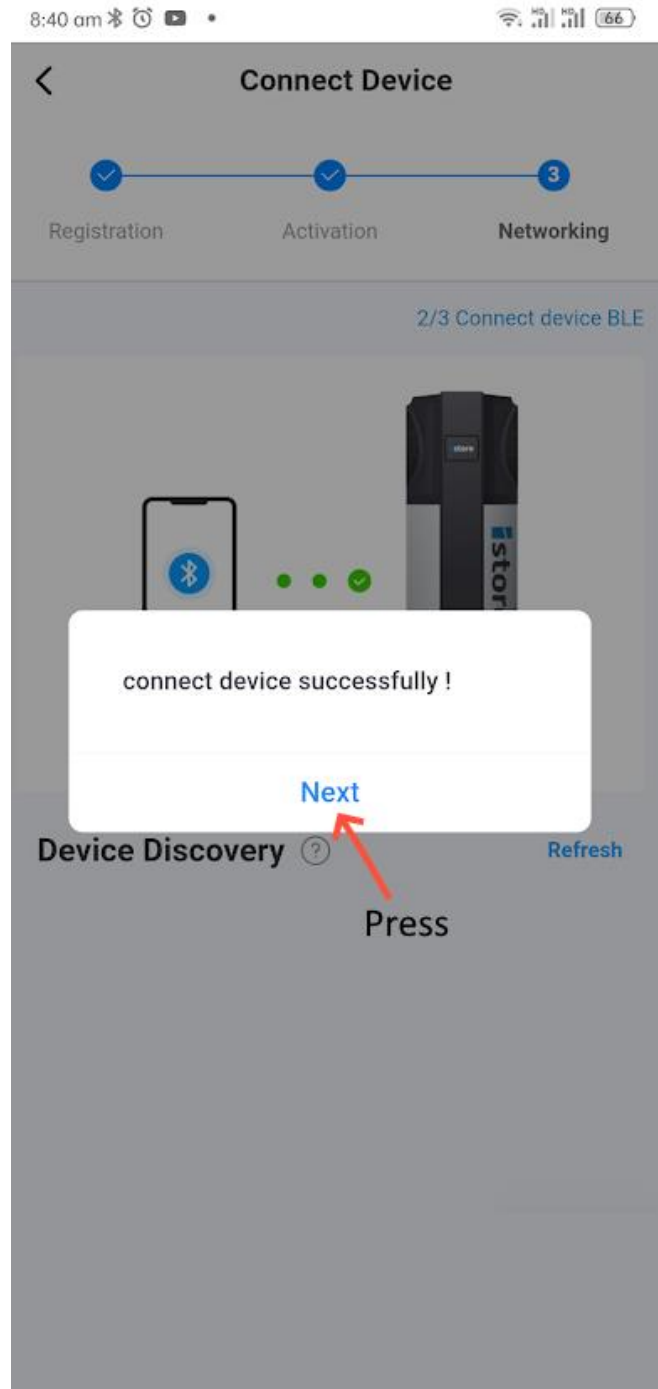 8:40 am
66
Connect Device
3
Registration Activation Networking
2/3 Connect device BLE
store
stor
connect device successfully !
Next
Device Discovery ?
Refresh
Press